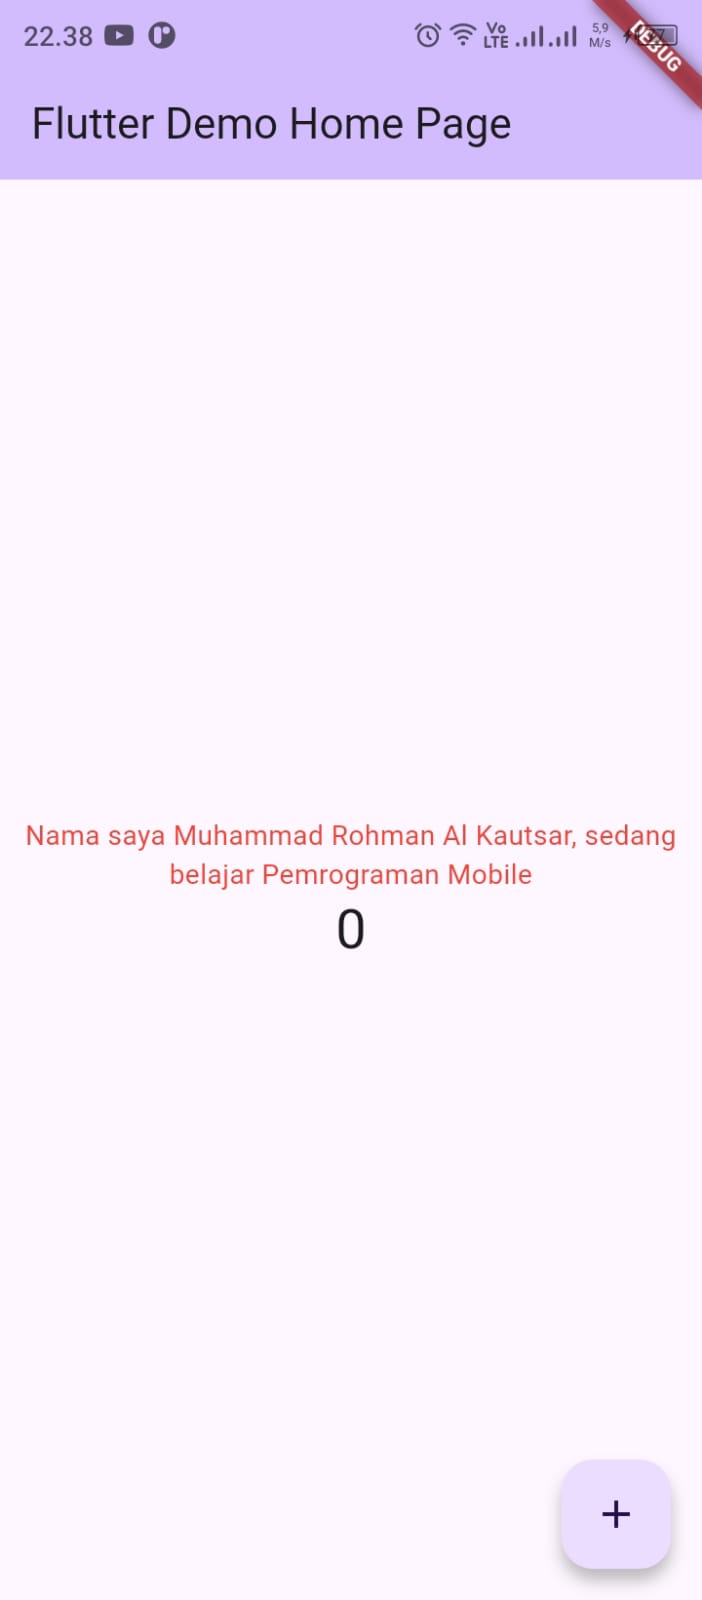 22.38
Vo
LTE
5,9
M/s
DEBUG
Flutter Demo Home Page
Nama saya Muhammad Rohman Al Kautsar, sedang
belajar Pemrograman Mobile
0
+